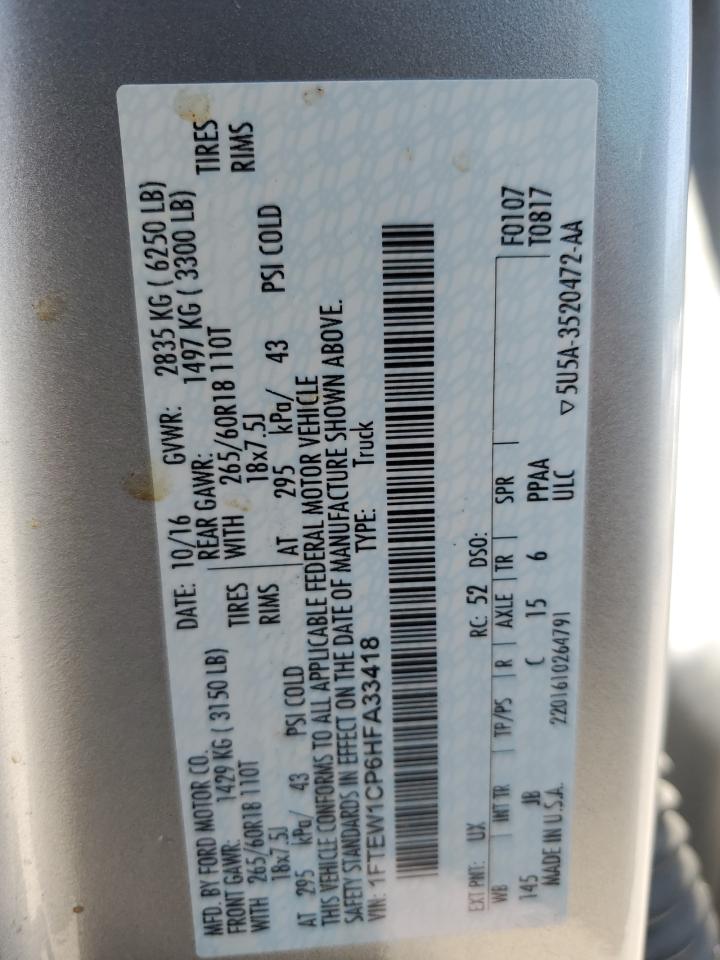 MFD. BY FORD MOTOR CO.
DATE: 10/16 GVWR: 2835 KG ( 6250 LB)
FRONT GAWR: 1429 KG ( 3150 LB) REAR GAWR: 1497 KG ( 3300 LB)
WITH 265/60R18 110T TIRES WITH 265/60R18 110T TIRES
18x7.5J RIMS 18x7.5J RIMS
AT 295 kPa/ 43 PSI COLD AT 295 kPa/ 43 PSI COLD
THIS VEHICLE CONFORMS TO ALL APPLICABLE FEDERAL MOTOR VEHICLE
SAFETY STANDARDS IN EFFECT ON THE DATE OF MANUFACTURE SHOWN ABOVE.
VIN: 1FTEW1CP6HFA33418 TYPE: Truck
EXT PNT: UX RC: 52 DSO:
WB INT TR TP/PS R AXLE TR SPR F0107
T0817
145 JB C 15 6 PPAA
ULC
MADE IN U.S.A. 2201610264791 ▽ 5U5A-3520472-AA